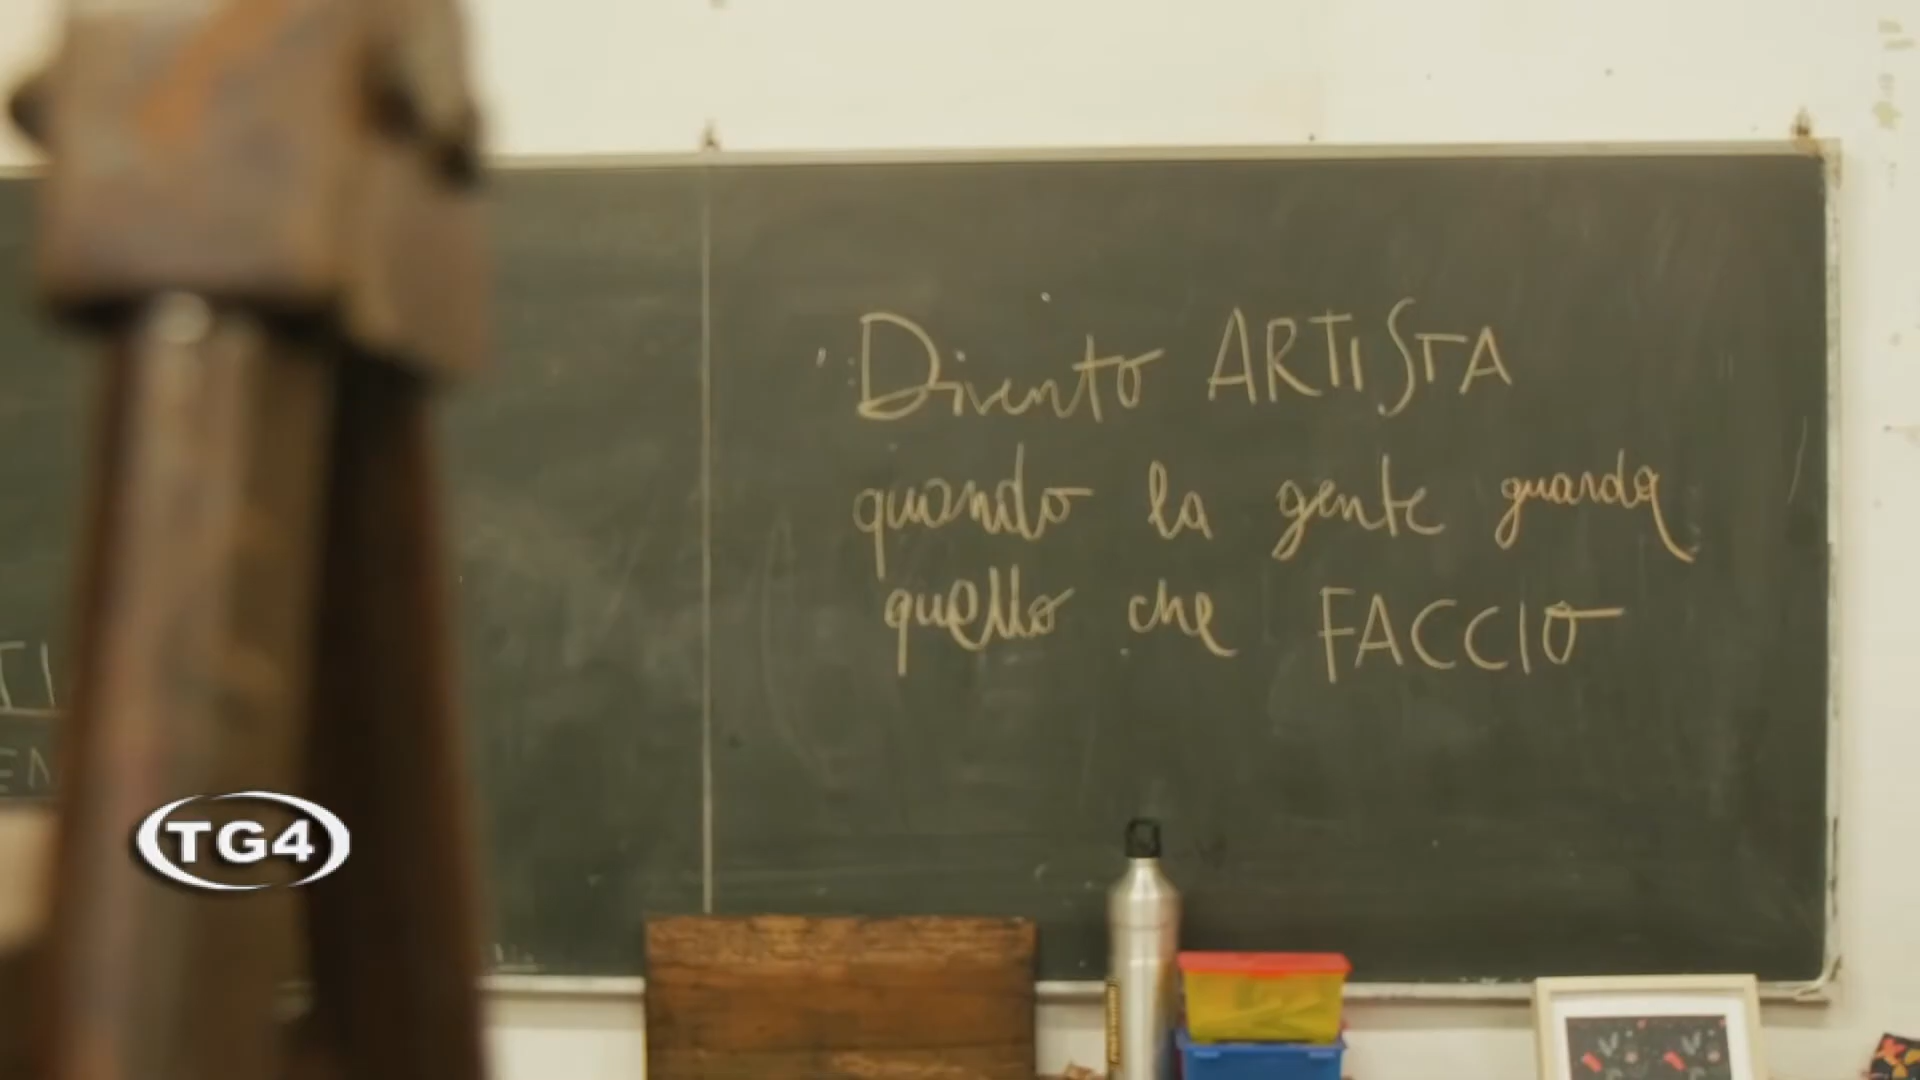 Divento ARTISTA
quando la gente guarda
quello che FACCIO
TG4